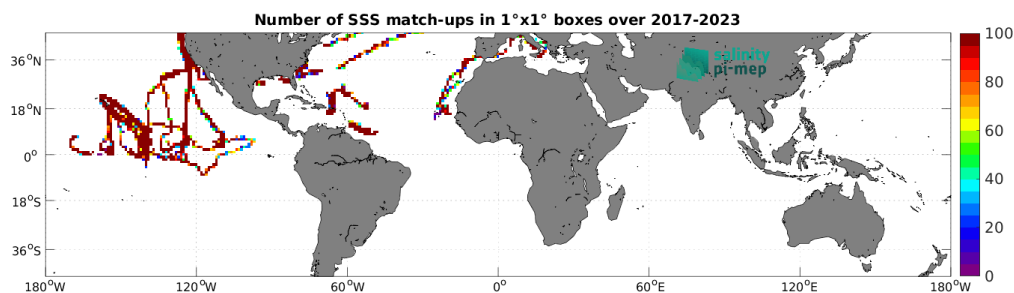 Number of SSS match-ups in 1°x1° boxes over 2017-2023
salinity
pi-mep
36°N
18°N
0°
18°S
36°S
180°W
120°W
60°W
0°E
60°E
120°E
180°W
100
80
60
40
20
0